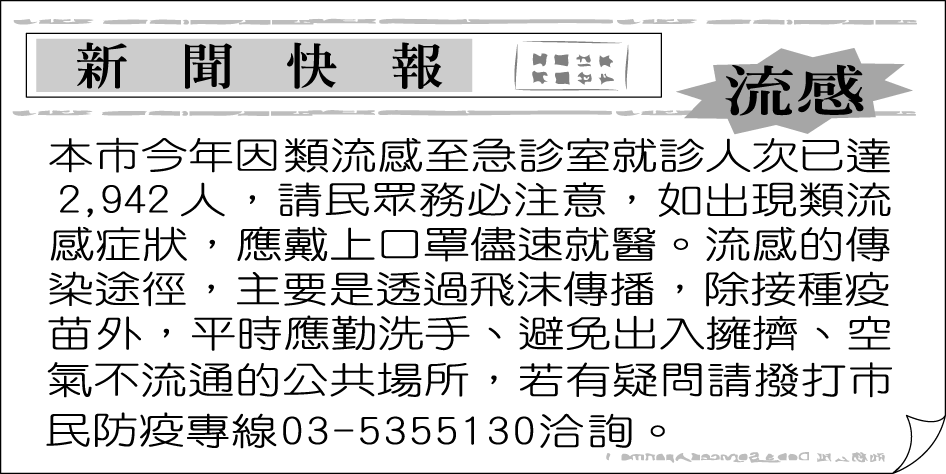 新聞快報
流感
本市今年因類流感至急診室就診人次已達
2,942人，請民眾務必注意，如出現類流
感症狀，應戴上口罩儘速就醫。流感的傳
染途徑，主要是透過飛沫傳播，除接種疫
苗外，平時應勤洗手、避免出入擁擠、空
氣不流通的公共場所，若有疑問請撥打市
民防疫專線03-5355130洽詢。